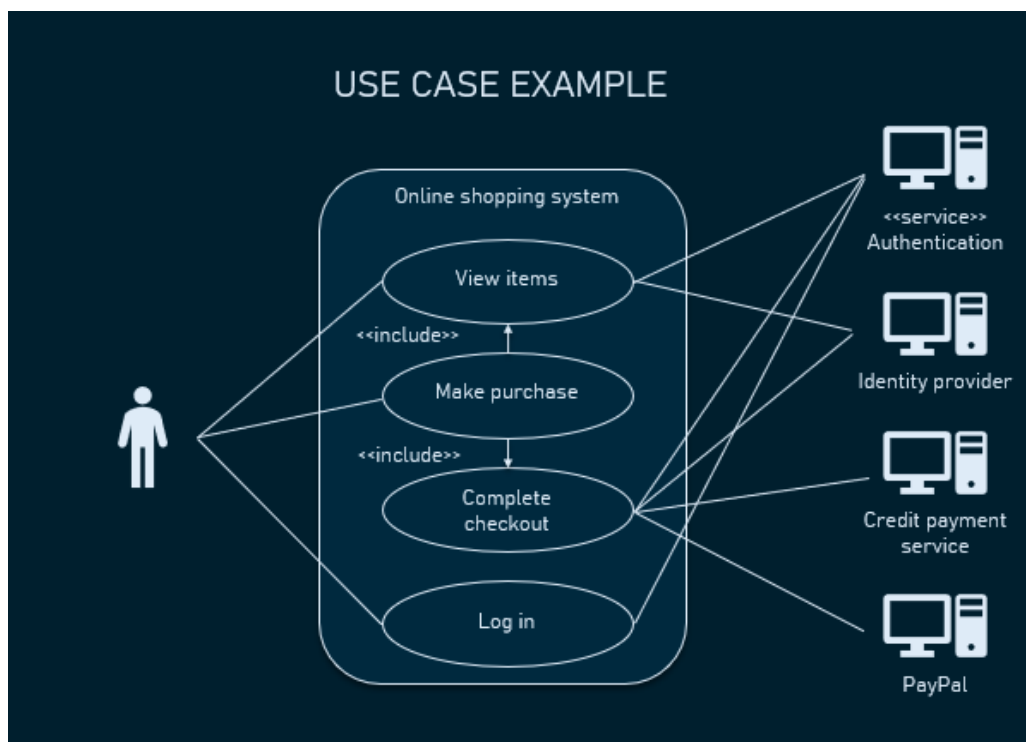 USE CASE EXAMPLE
Online shopping system
View items
<<include>>
Make purchase
<<include>>
Complete
checkout
Log in
<<service>>
Authentication
Identity provider
Credit payment
service
PayPal